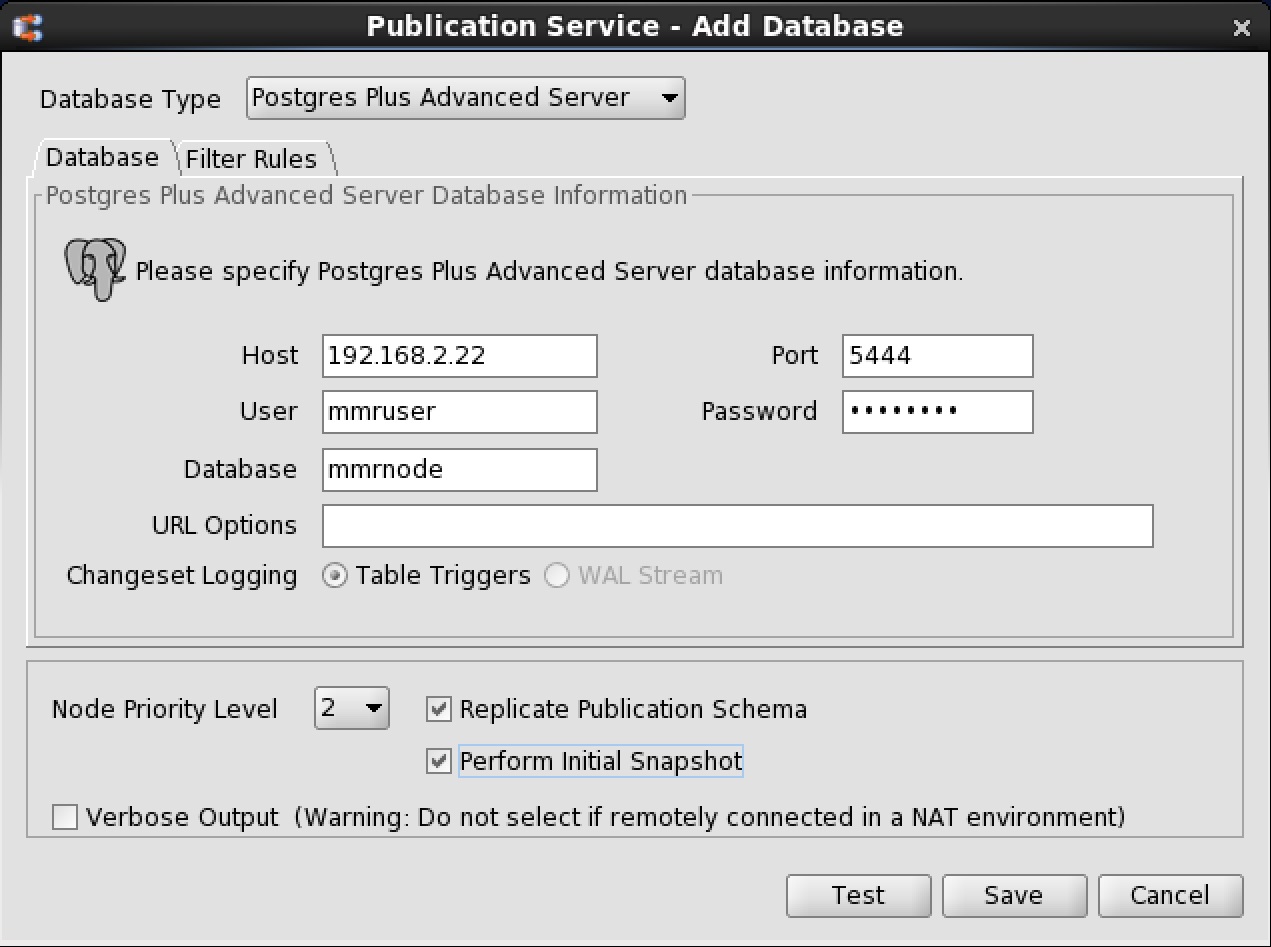 Publication Service - Add Database
Database Type Postgres Plus Advanced Server
Database Filter Rules
Postgres Plus Advanced Server Database Information
Please specify Postgres Plus Advanced Server database information.
Host 192.168.2.22 Port 5444
User mmruser Password ••••••••
Database mmrnode
URL Options
Changeset Logging Table Triggers WAL Stream
Node Priority Level 2 Replicate Publication Schema
Perform Initial Snapshot
Verbose Output (Warning: Do not select if remotely connected in a NAT environment)
Test Save Cancel